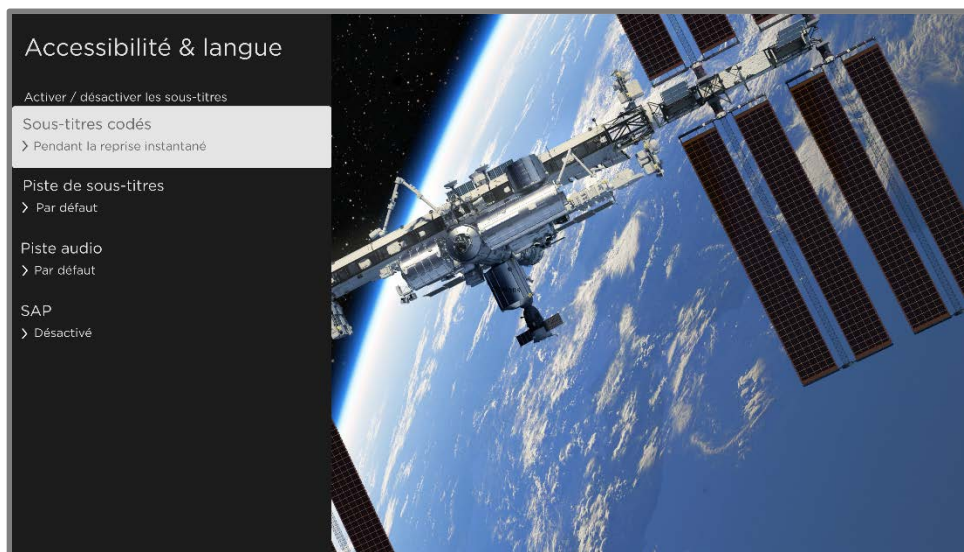 Accessibilité & langue
Activer / désactiver les sous-titres
Sous-titres codés
> Pendant la reprise instantané
Piste de sous-titres
> Par défaut
Piste audio
> Par défaut
SAP
> Désactivé